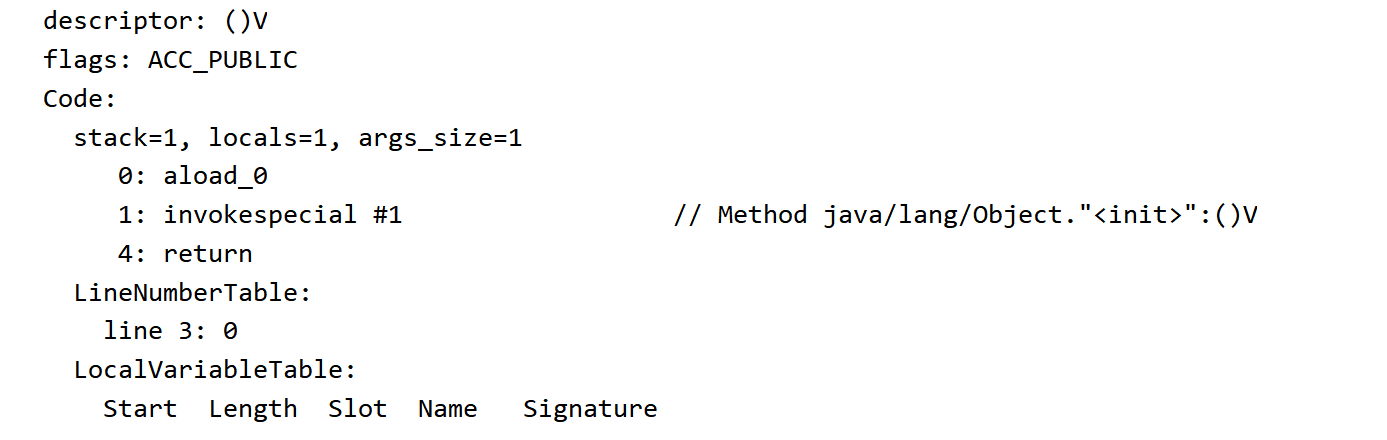 descriptor: ()V
flags: ACC_PUBLIC
Code:
stack=1, locals=1, args_size=1
0: aload_0
1: invokespecial #1 // Method java/lang/Object."<init>":()V
4: return
LineNumberTable:
line 3: 0
LocalVariableTable:
Start Length Slot Name Signature